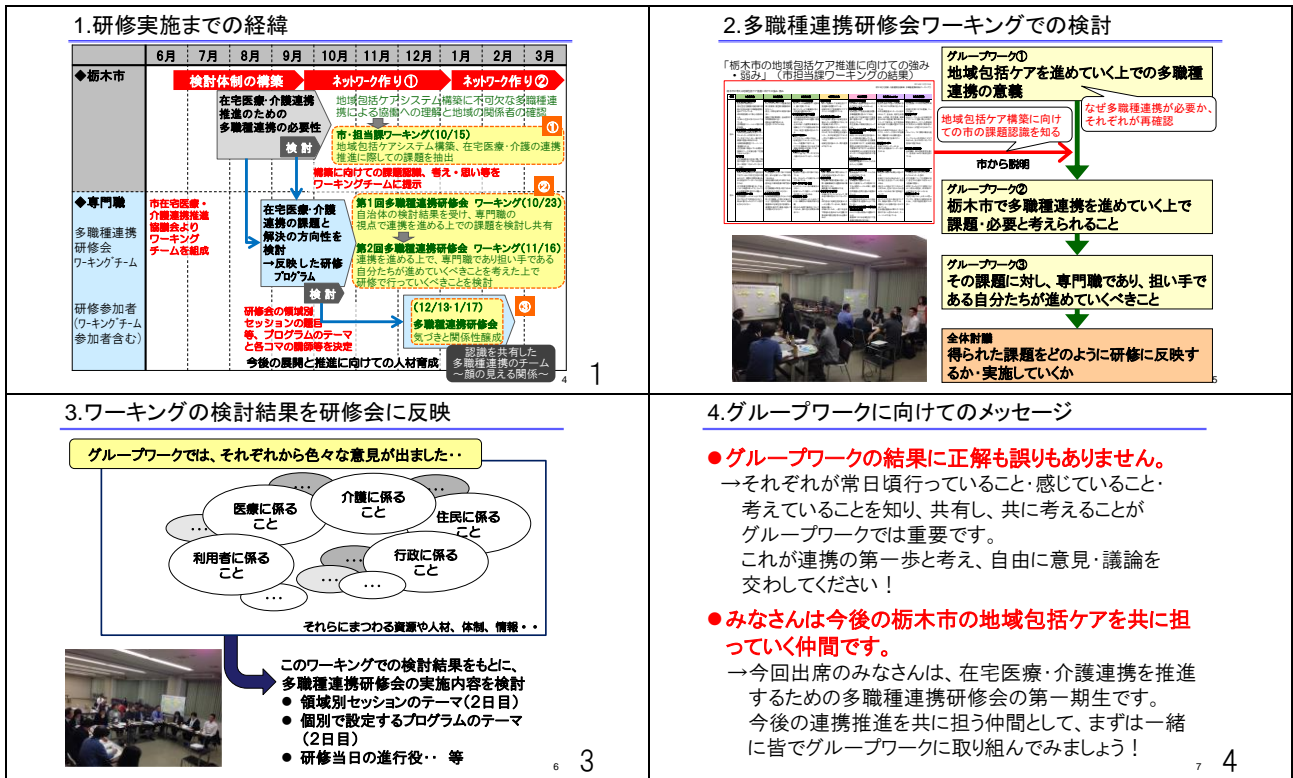 1.研修実施までの経緯
6月 7月 8月 9月 10月 11月 12月 1月 2月 3月
◆栃木市
検討体制の構築
ネットワーク作り①
ネットワーク作り②
在宅医療・介護連携
推進のための
多職種連携の必要性
検 討
地域包括ケアシステム構築に不可欠な多職種連
携による協働への理解と地域の関係者の確認
①
市・担当課ワーキング(10/15)
地域包括ケアシステム構築、在宅医療・介護の連携
推進に際しての課題を抽出
構築に向けての課題認識、考え・思い等を
ワーキングチームに提示
②
◆専門職
多職種連携
研修会
ワーキングチーム
市在宅医療・
介護連携推進
協議会より
ワーキング
チームを組成
在宅医療・介護
連携の課題と
解決の方向性を
検討
→反映した研修
プログラム
検 討
第1回多職種連携研修会 ワーキング(10/23)
自治体の検討結果を受け、専門職の
視点で連携を進める上での課題を検討し共有
第2回多職種連携研修会 ワーキング(11/16)
連携を進める上で、専門職であり担い手である
自分たちが進めていくべきことを考えた上で
研修で行っていくべきことを検討
研修参加者
(ワーキングチーム
参加者含む)
研修会の領域別
セッションの題目
等、プログラムのテーマ
と各コマの講師等を決定
(12/13・1/17)
多職種連携研修会
気づきと関係性醸成
③
今後の展開と推進に向けての人材育成
認識を共有した
多職種連携のチーム
～顔の見える関係～
4
1
2.多職種連携研修会ワーキングでの検討
「栃木市の地域包括ケア推進に向けての強み
・弱み」（市担当課ワーキングの結果）
グループワーク①
地域包括ケアを進めていく上での多職種
連携の意義
なぜ多職種連携が必要か、
それぞれが再確認
地域包括ケア構築に向け
ての市の課題認識を知る
市から説明
グループワーク②
栃木市で多職種連携を進めていく上で
課題・必要と考えられること
グループワーク③
その課題に対し、専門職であり、担い手で
ある自分たちが進めていくべきこと
全体討議
得られた課題をどのように研修に反映す
るか・実施していくか
5
3.ワーキングの検討結果を研修会に反映
グループワークでは、それぞれから色々な意見が出ました・・
医療に係る
こと
介護に係る
こと
住民に係る
こと
利用者に係る
こと
行政に係る
こと
…
…
…
…
…
…
…
それらにまつわる資源や人材、体制、情報・・
このワーキングでの検討結果をもとに、
多職種連携研修会の実施内容を検討
● 領域別セッションのテーマ(2日目)
● 個別で設定するプログラムのテーマ
(2日目)
● 研修当日の進行役・・ 等
6
3
4.グループワークに向けてのメッセージ
●グループワークの結果に正解も誤りもありません。
→それぞれが常日頃行っていること・感じていること・
考えていることを知り、共有し、共に考えることが
グループワークでは重要です。
これが連携の第一歩と考え、自由に意見・議論を
交わしてください！
●みなさんは今後の栃木市の地域包括ケアを共に担
っていく仲間です。
→今回出席のみなさんは、在宅医療・介護連携を推進
するための多職種連携研修会の第一期生です。
今後の連携推進を共に担う仲間として、まずは一緒
に皆でグループワークに取り組んでみましょう！
7
4